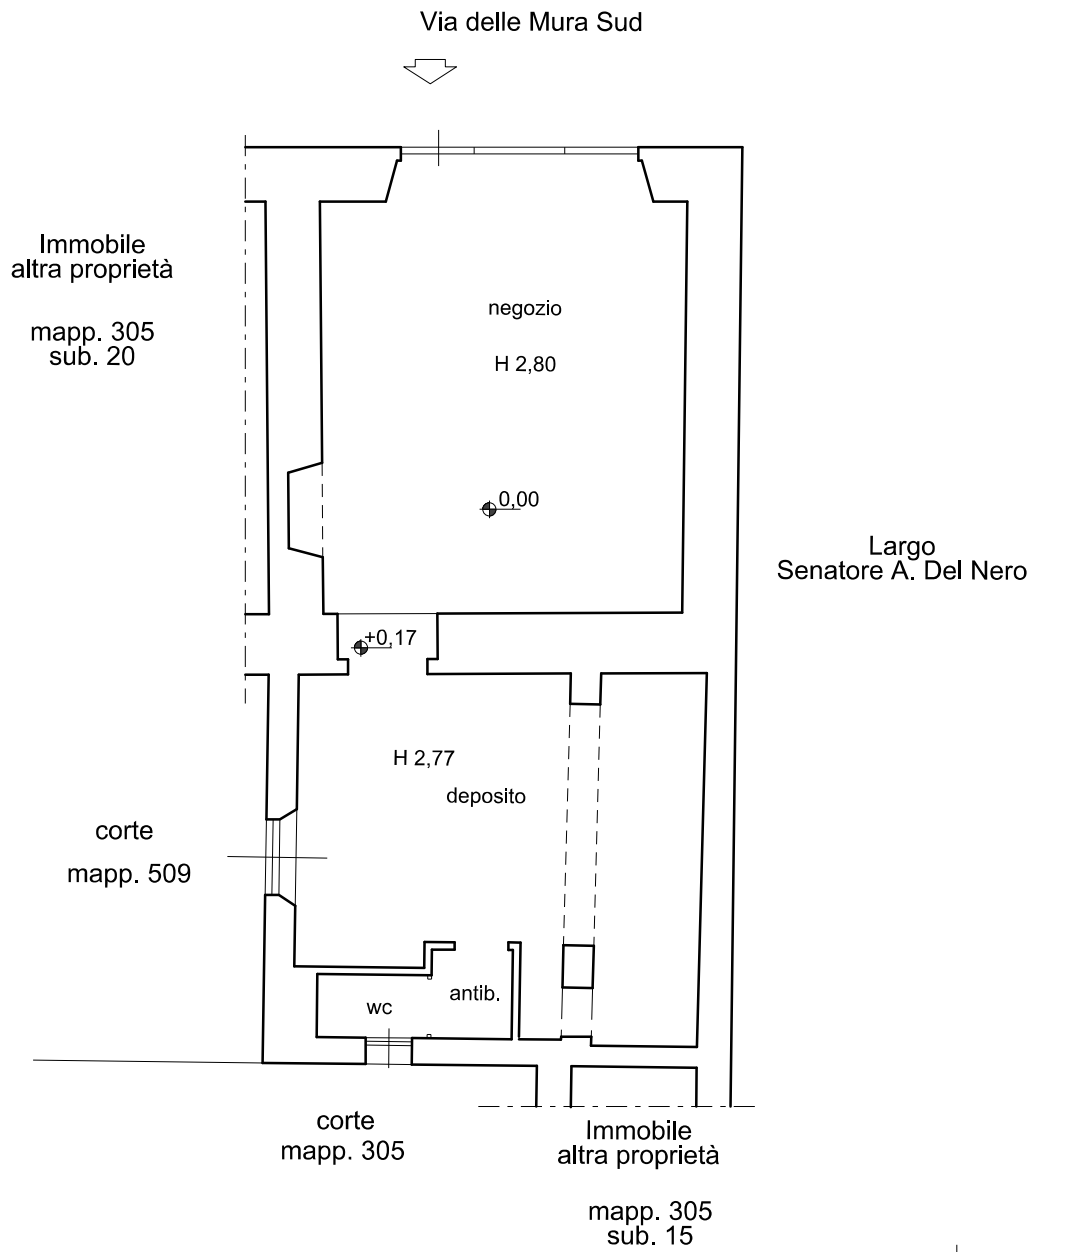 Via delle Mura Sud
Immobile
altra proprietà
mapp. 305
sub. 20
negozio
H 2,80
0,00
Largo
Senatore A. Del Nero
+0,17
H 2,77
deposito
corte
mapp. 509
antib.
wc
corte
mapp. 305
Immobile
altra proprietà
mapp. 305
sub. 15